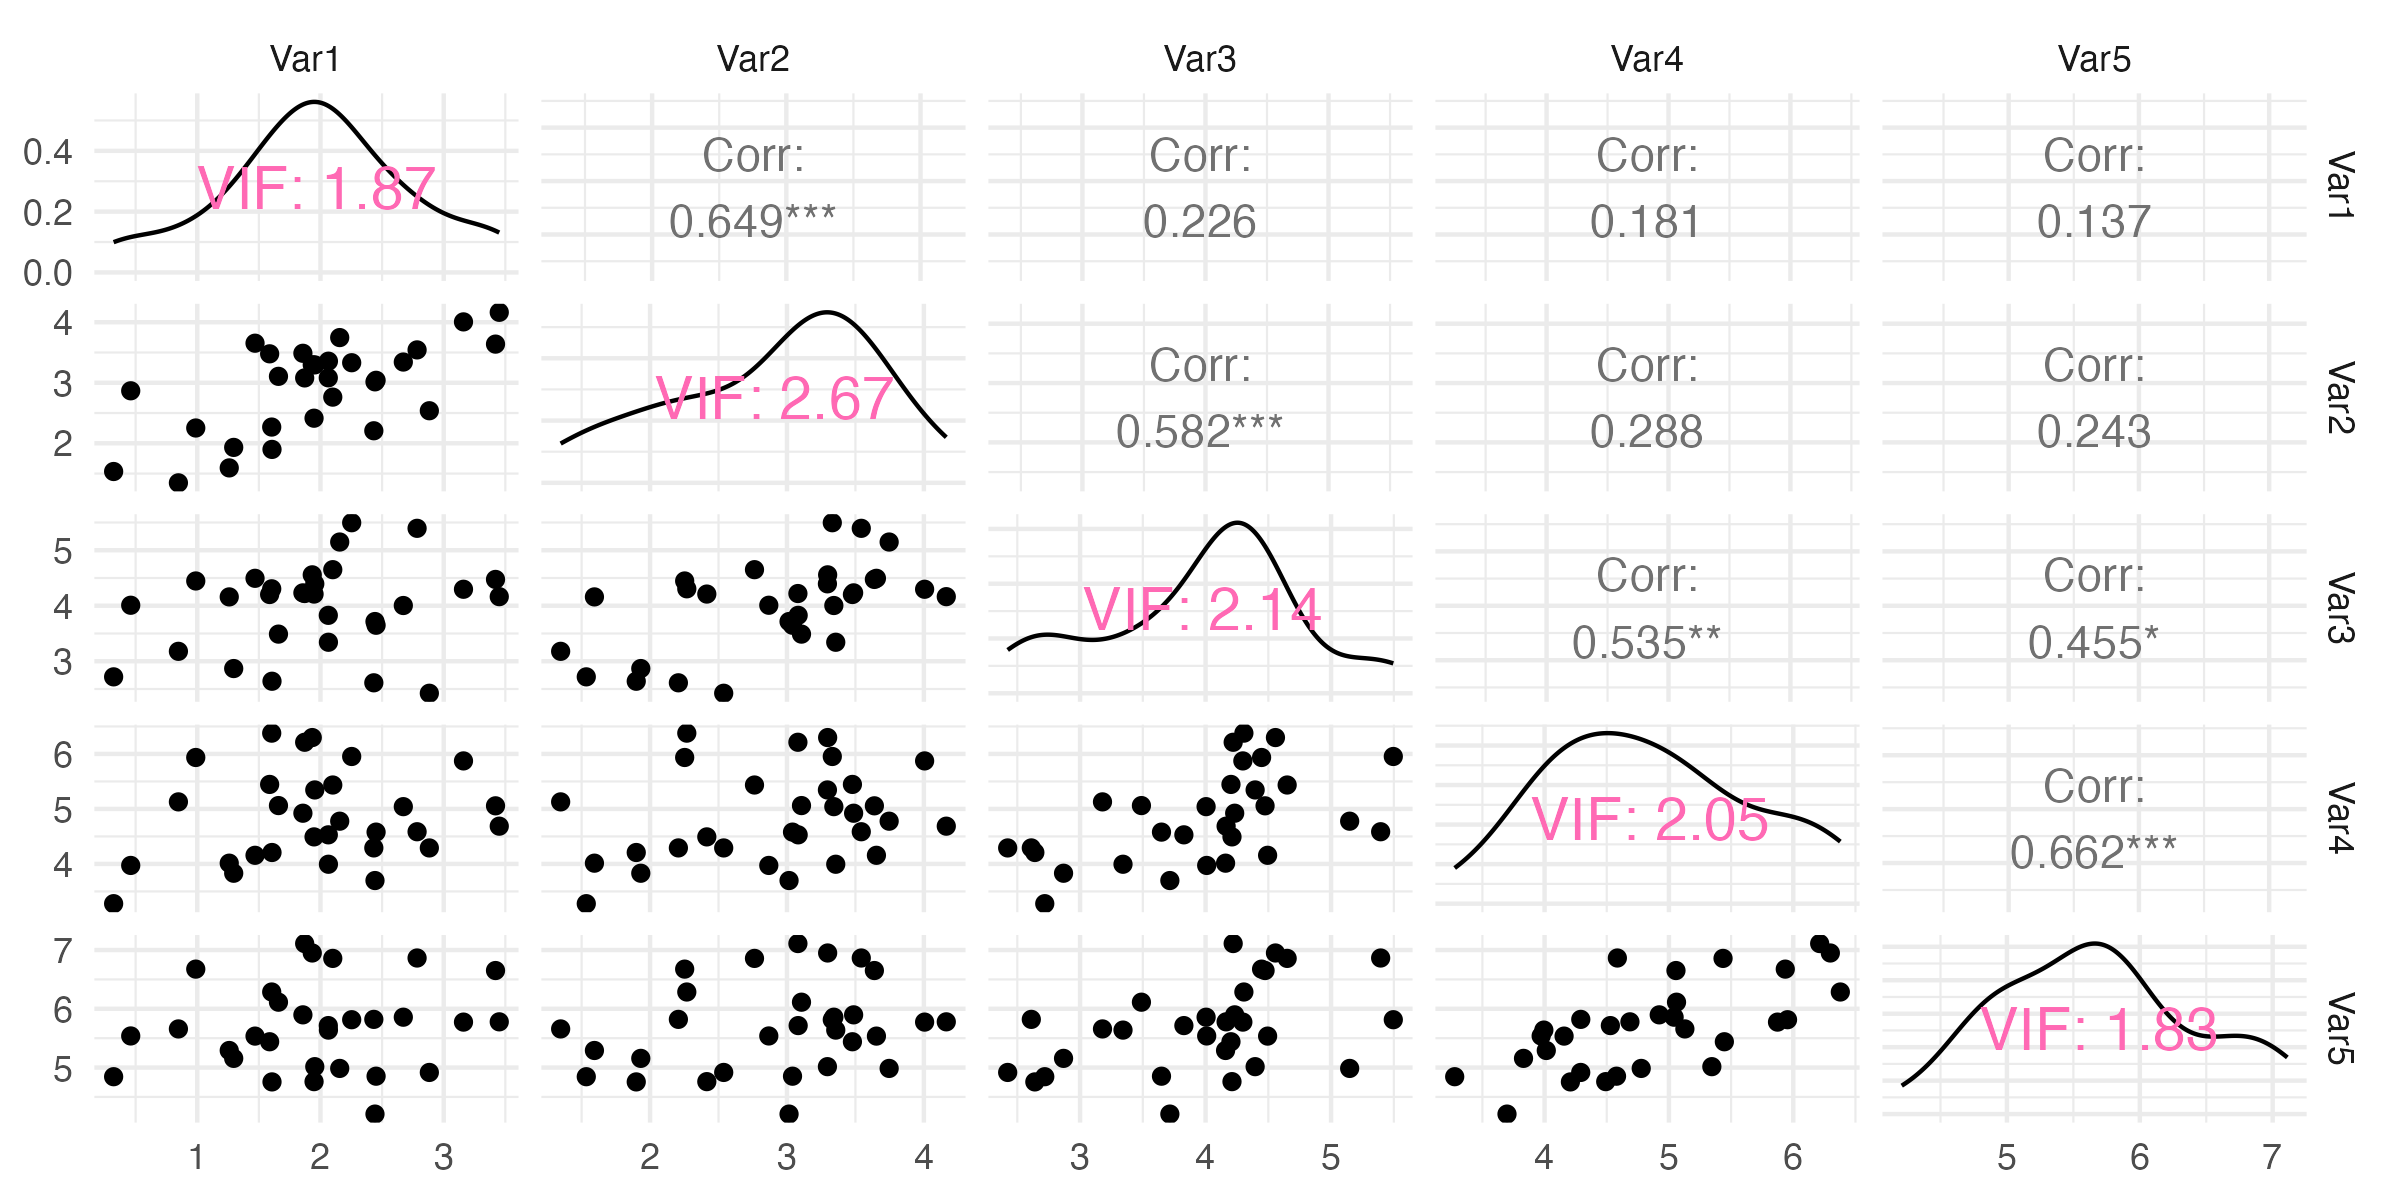 Var1 Var2 Var3 Var4 Var5
0.4
0.2
0.0
VIF: 1.87
Corr:
0.649***
Corr:
0.226
Corr:
0.181
Corr:
0.137
Var1
4
3
2
VIF: 2.67
Corr:
0.582***
Corr:
0.288
Corr:
0.243
Var2
5
4
3
VIF: 2.14
Corr:
0.535**
Corr:
0.455*
Var3
6
5
4
VIF: 2.05
Corr:
0.662***
Var4
7
6
5
VIF: 1.83
Var5
1 2 3 2 3 4 3 4 5 4 5 6 5 6 7